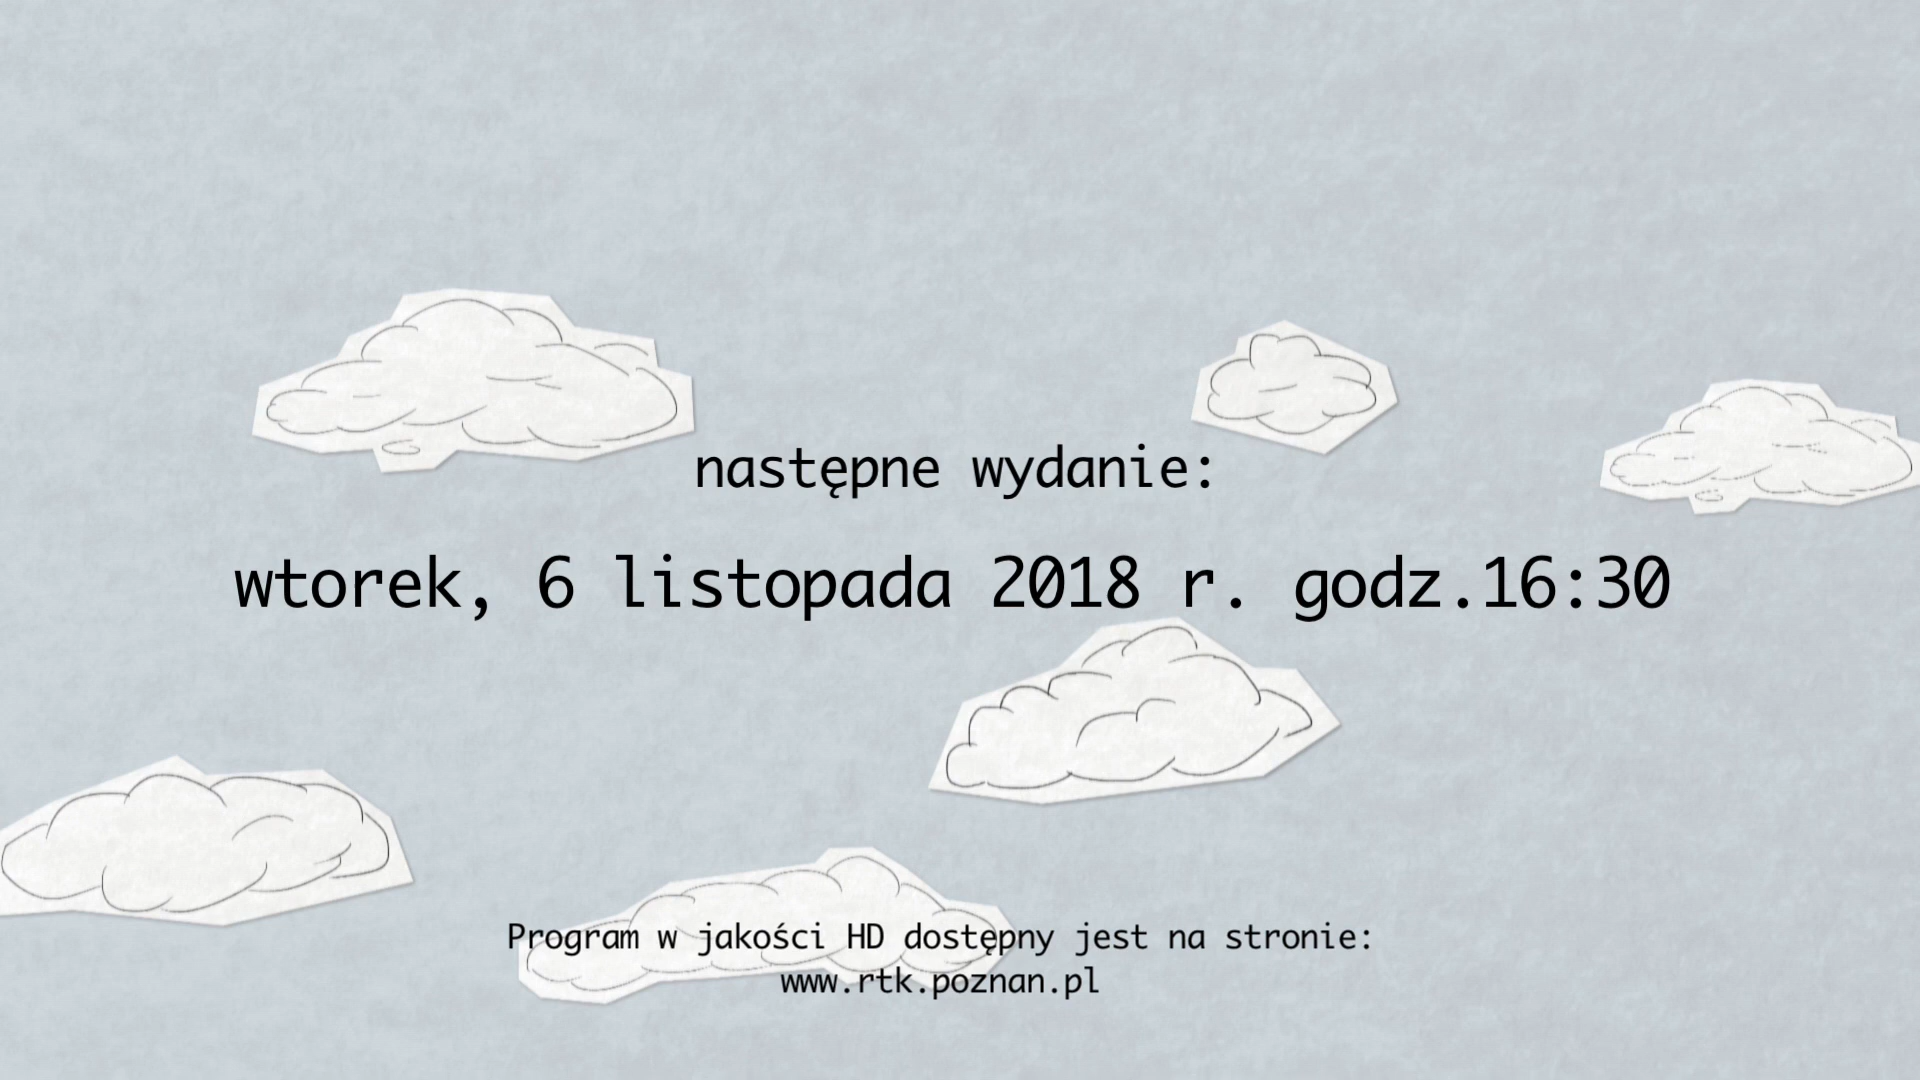 następne wydanie:
wtorek, 6 listopada 2018 r. godz.16:30
Program w jakości HD dostępny jest na stronie:
www.rtk.poznan.pl